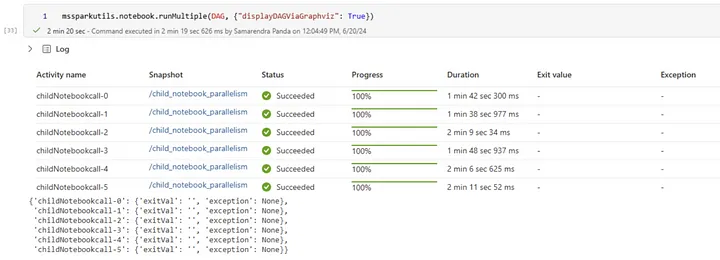 1 mssparkutils.notebook.runMultiple(DAG, {"displayDAGViaGraphviz": True})
[33] 2 min 20 sec - Command executed in 2 min 19 sec 626 ms by Samarendra Panda on 12:04:49 PM, 6/20/24
Log
Activity name Snapshot Status Progress Duration Exit value Exception
childNotebookcall-0 /child_notebook_parallelism Succeeded 100% 1 min 42 sec 300 ms - -
childNotebookcall-1 /child_notebook_parallelism Succeeded 100% 1 min 38 sec 977 ms - -
childNotebookcall-2 /child_notebook_parallelism Succeeded 100% 2 min 9 sec 34 ms - -
childNotebookcall-3 /child_notebook_parallelism Succeeded 100% 1 min 48 sec 937 ms - -
childNotebookcall-4 /child_notebook_parallelism Succeeded 100% 2 min 6 sec 625 ms - -
childNotebookcall-5 /child_notebook_parallelism Succeeded 100% 2 min 11 sec 52 ms - -
{'childNotebookcall-0': {'exitVal': '', 'exception': None},
'childNotebookcall-1': {'exitVal': '', 'exception': None},
'childNotebookcall-2': {'exitVal': '', 'exception': None},
'childNotebookcall-3': {'exitVal': '', 'exception': None},
'childNotebookcall-4': {'exitVal': '', 'exception': None},
'childNotebookcall-5': {'exitVal': '', 'exception': None}}